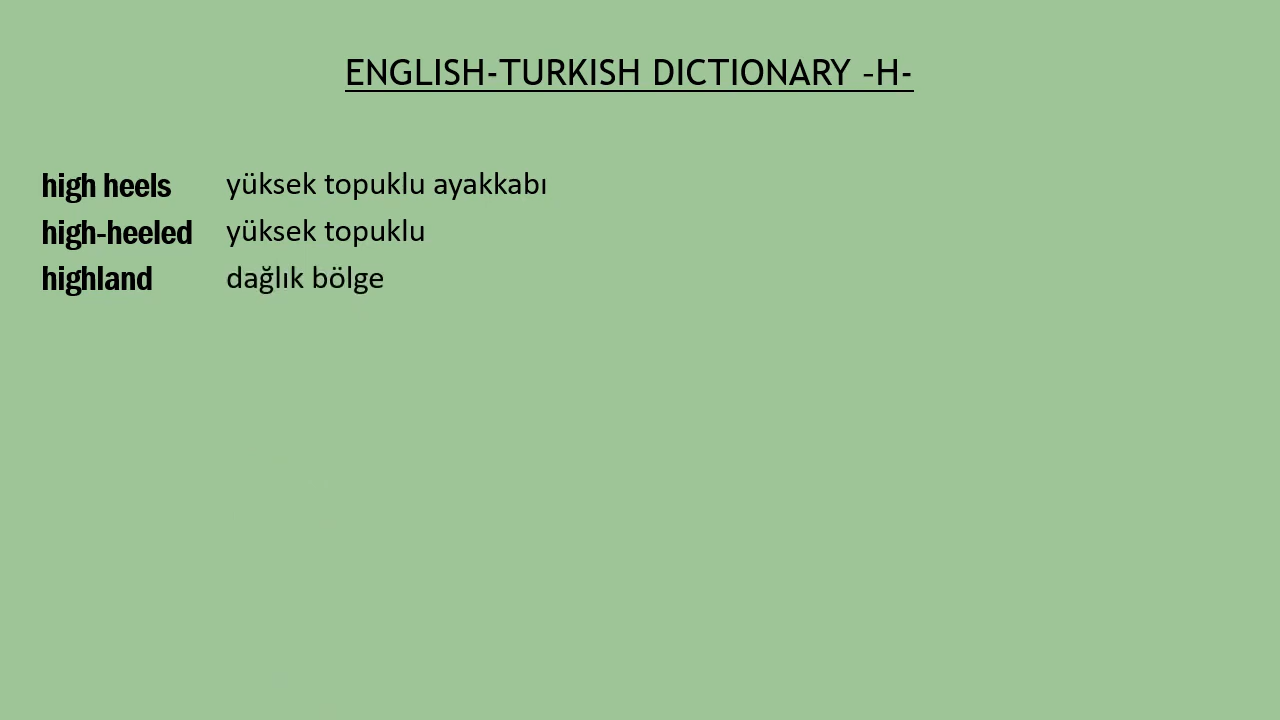 ENGLISH-TURKISH DICTIONARY –H-
high heels yüksek topuklu ayakkabı
high-heeled yüksek topuklu
highland dağlık bölge